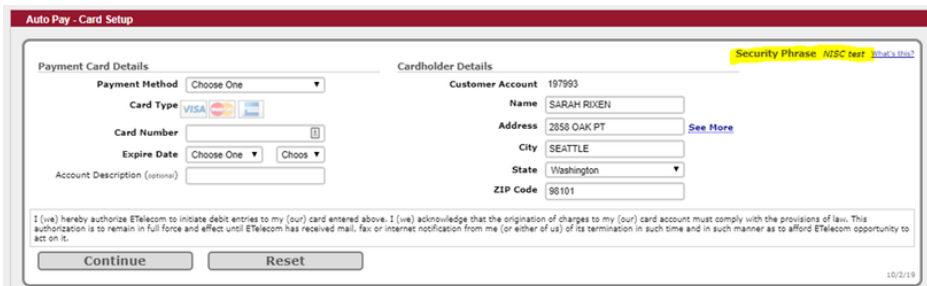 Auto Pay - Card Setup
Security Phrase NISC test What's this?
Payment Card Details
Payment Method Choose One
Card Type VISA
Card Number
Expire Date Choose One Choos
Account Description (optional)
Cardholder Details
Customer Account 197993
Name SARAH RIXEN
Address 2858 OAK PT See More
City SEATTLE
State Washington
ZIP Code 98101
I (we) hereby authorize ETelecom to initiate debit entries to my (our) card entered above. I (we) acknowledge that the origination of charges to my (our) card account must comply with the provisions of law. This
authorization is to remain in full force and effect until ETelecom has received mail, fax or internet notification from me (or either of us) of its termination in such time and in such manner as to afford ETelecom opportunity to
act on it.
Continue Reset
10/2/19